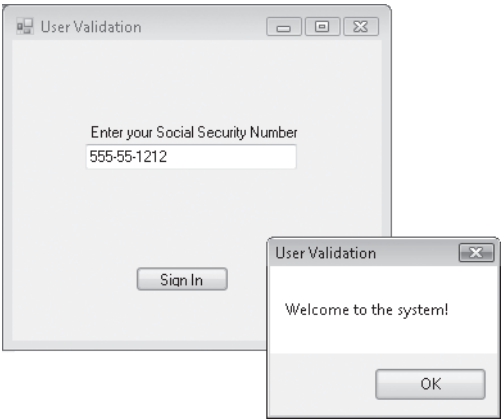 User Validation
Enter your Social Security Number
555-55-1212
Sign In
User Validation
Welcome to the system!
OK